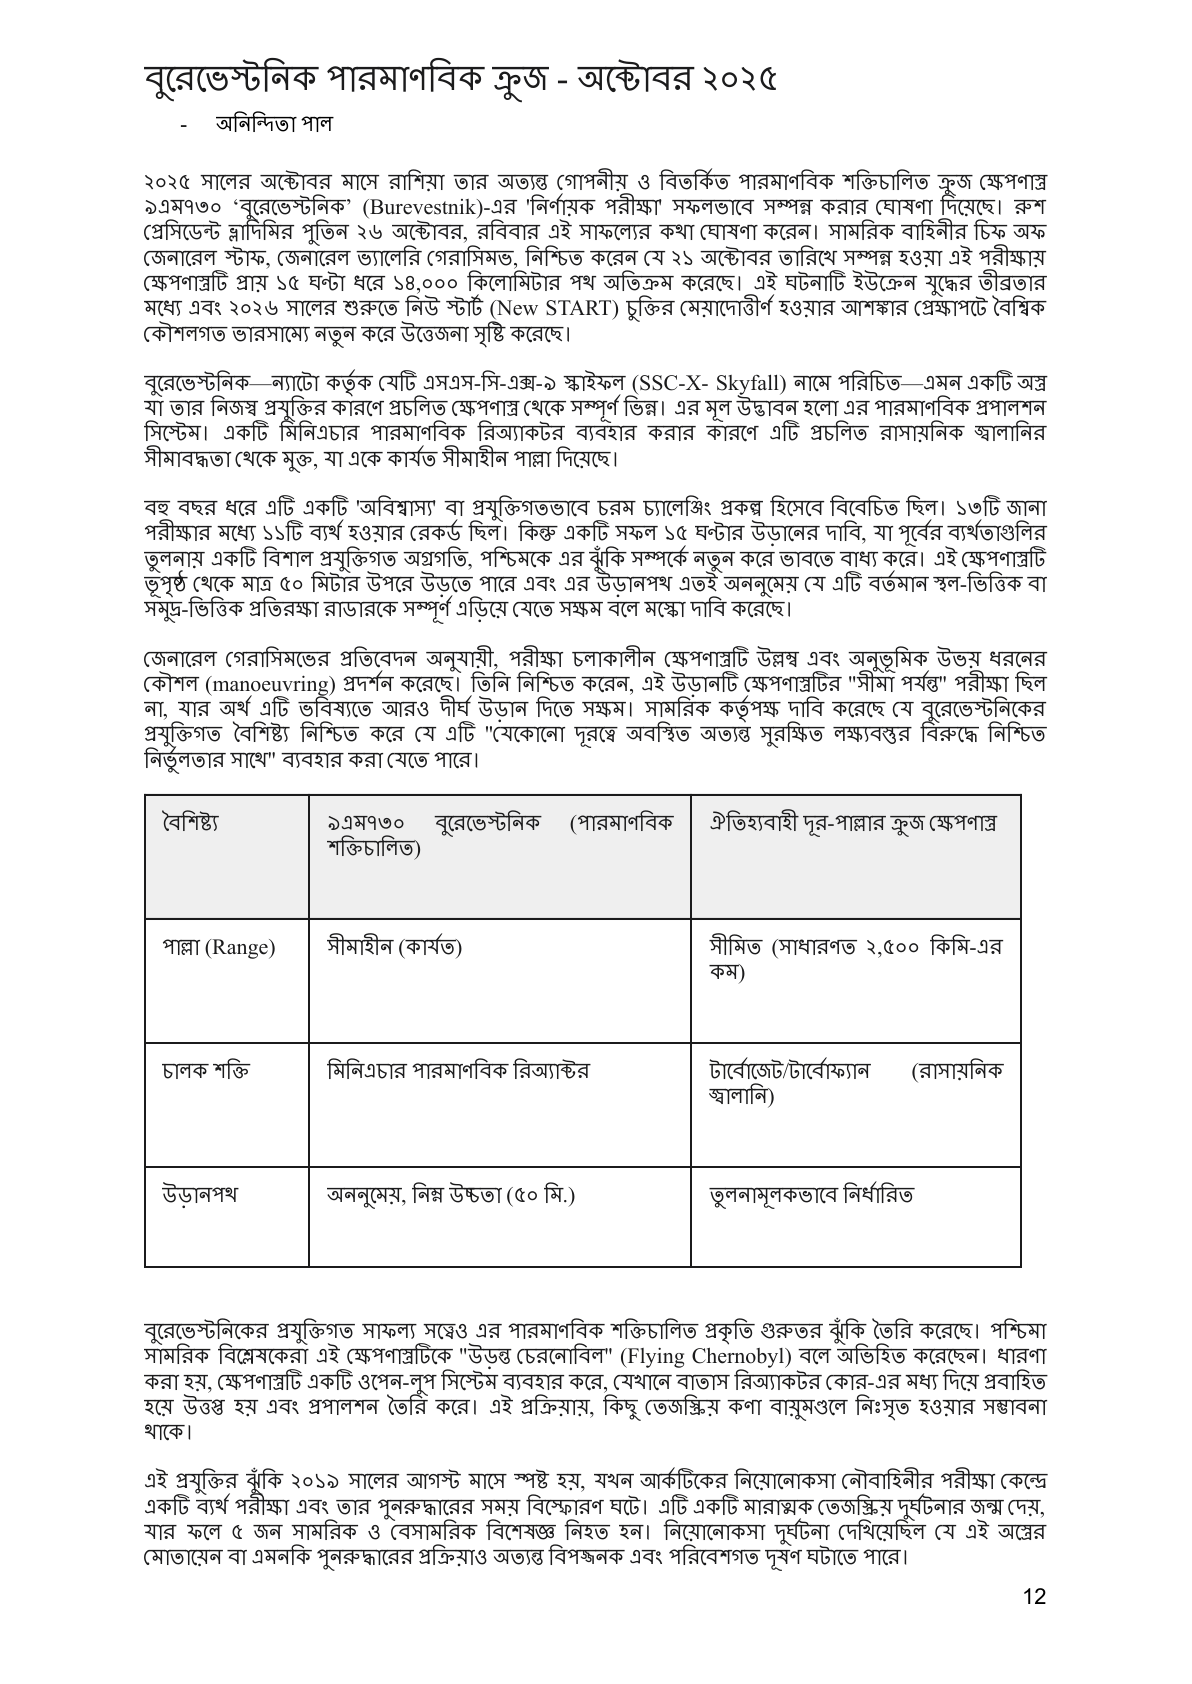 বুরেভেস্টনিক পারমাণবিক ক্রুজ - অক্টোবর ২০২৫
- অনিন্দিতা পাল
২০২৫ সালের অক্টোবর মাসে রাশিয়া তার অত্যন্ত গোপনীয় ও বিতর্কিত পারমাণবিক শক্তিচালিত ক্রুজ ক্ষেপণাস্ত্র
৯এম৭৩০ ‘বুরেভেস্টনিক’ (Burevestnik)-এর 'নির্ণায়ক পরীক্ষা' সফলভাবে সম্পন্ন করার ঘোষণা দিয়েছে। রুশ
প্রেসিডেন্ট ভ্লাদিমির পুতিন ২৬ অক্টোবর, রবিবার এই সাফল্যের কথা ঘোষণা করেন। সামরিক বাহিনীর চিফ অফ
জেনারেল স্টাফ, জেনারেল ভ্যালেরি গেরাসিমভ, নিশ্চিত করেন যে ২১ অক্টোবর তারিখে সম্পন্ন হওয়া এই পরীক্ষায়
ক্ষেপণাস্ত্রটি প্রায় ১৫ ঘণ্টা ধরে ১৪,০০০ কিলোমিটার পথ অতিক্রম করেছে। এই ঘটনাটি ইউক্রেন যুদ্ধের তীব্রতার
মধ্যে এবং ২০২৬ সালের শুরুতে নিউ স্টার্ট (New START) চুক্তির মেয়াদোত্তীর্ণ হওয়ার আশঙ্কার প্রেক্ষাপটে বৈশ্বিক
কৌশলগত ভারসাম্যে নতুন করে উত্তেজনা সৃষ্টি করেছে।
বুরেভেস্টনিক—ন্যাটো কর্তৃক যেটি এসএস-সি-এক্স-৯ স্কাইফল (SSC-X- Skyfall) নামে পরিচিত—এমন একটি অস্ত্র
যা তার নিজস্ব প্রযুক্তির কারণে প্রচলিত ক্ষেপণাস্ত্র থেকে সম্পূর্ণ ভিন্ন। এর মূল উদ্ভাবন হলো এর পারমাণবিক প্রপালশন
সিস্টেম। একটি মিনিএচার পারমাণবিক রিঅ্যাকটর ব্যবহার করার কারণে এটি প্রচলিত রাসায়নিক জ্বালানির
সীমাবদ্ধতা থেকে মুক্ত, যা একে কার্যত সীমাহীন পাল্লা দিয়েছে।
বহু বছর ধরে এটি একটি 'অবিশ্বাস্য' বা প্রযুক্তিগতভাবে চরম চ্যালেঞ্জিং প্রকল্প হিসেবে বিবেচিত ছিল। ১৩টি জানা
পরীক্ষার মধ্যে ১১টি ব্যর্থ হওয়ার রেকর্ড ছিল। কিন্তু একটি সফল ১৫ ঘণ্টার উড়ানের দাবি, যা পূর্বের ব্যর্থতাগুলির
তুলনায় একটি বিশাল প্রযুক্তিগত অগ্রগতি, পশ্চিমকে এর ঝুঁকি সম্পর্কে নতুন করে ভাবতে বাধ্য করে। এই ক্ষেপণাস্ত্রটি
ভূপৃষ্ঠ থেকে মাত্র ৫০ মিটার উপরে উড়তে পারে এবং এর উড়ানপথ এতই অননুমেয় যে এটি বর্তমান স্থল-ভিত্তিক বা
সমুদ্র-ভিত্তিক প্রতিরক্ষা রাডারকে সম্পূর্ণ এড়িয়ে যেতে সক্ষম বলে মস্কো দাবি করেছে।
জেনারেল গেরাসিমভের প্রতিবেদন অনুযায়ী, পরীক্ষা চলাকালীন ক্ষেপণাস্ত্রটি উল্লম্ব এবং অনুভূমিক উভয় ধরনের
কৌশল (manoeuvring) প্রদর্শন করেছে। তিনি নিশ্চিত করেন, এই উড়ানটি ক্ষেপণাস্ত্রটির "সীমা পর্যন্ত" পরীক্ষা ছিল
না, যার অর্থ এটি ভবিষ্যতে আরও দীর্ঘ উড়ান দিতে সক্ষম। সামরিক কর্তৃপক্ষ দাবি করেছে যে বুরেভেস্টনিকের
প্রযুক্তিগত বৈশিষ্ট্য নিশ্চিত করে যে এটি "যেকোনো দূরত্বে অবস্থিত অত্যন্ত সুরক্ষিত লক্ষ্যবস্তুর বিরুদ্ধে নিশ্চিত
নির্ভুলতার সাথে" ব্যবহার করা যেতে পারে।
বৈশিষ্ট্য
৯এম৭৩০ বুরেভেস্টনিক (পারমাণবিক
শক্তিচালিত)
ঐতিহ্যবাহী দূর-পাল্লার ক্রুজ ক্ষেপণাস্ত্র
পাল্লা (Range)
সীমাহীন (কার্যত)
সীমিত (সাধারণত ২,৫০০ কিমি-এর
কম)
চালক শক্তি
মিনিএচার পারমাণবিক রিঅ্যাক্টর
টার্বোজেট/টার্বোফ্যান (রাসায়নিক
জ্বালানি)
উড়ানপথ
অননুমেয়, নিম্ন উচ্চতা (৫০ মি.)
তুলনামূলকভাবে নির্ধারিত
বুরেভেস্টনিকের প্রযুক্তিগত সাফল্য সত্ত্বেও এর পারমাণবিক শক্তিচালিত প্রকৃতি গুরুতর ঝুঁকি তৈরি করেছে। পশ্চিমা
সামরিক বিশ্লেষকেরা এই ক্ষেপণাস্ত্রটিকে "উড়ন্ত চেরনোবিল" (Flying Chernobyl) বলে অভিহিত করেছেন। ধারণা
করা হয়, ক্ষেপণাস্ত্রটি একটি ওপেন-লুপ সিস্টেম ব্যবহার করে, যেখানে বাতাস রিঅ্যাকটর কোর-এর মধ্য দিয়ে প্রবাহিত
হয়ে উত্তপ্ত হয় এবং প্রপালশন তৈরি করে। এই প্রক্রিয়ায়, কিছু তেজস্ক্রিয় কণা বায়ুমণ্ডলে নিঃসৃত হওয়ার সম্ভাবনা
থাকে।
এই প্রযুক্তির ঝুঁকি ২০১৯ সালের আগস্ট মাসে স্পষ্ট হয়, যখন আর্কটিকের নিয়োনোকসা নৌবাহিনীর পরীক্ষা কেন্দ্রে
একটি ব্যর্থ পরীক্ষা এবং তার পুনরুদ্ধারের সময় বিস্ফোরণ ঘটে। এটি একটি মারাত্মক তেজস্ক্রিয় দুর্ঘটনার জন্ম দেয়,
যার ফলে ৫ জন সামরিক ও বেসামরিক বিশেষজ্ঞ নিহত হন। নিয়োনোকসা দুর্ঘটনা দেখিয়েছিল যে এই অস্ত্রের
মোতায়েন বা এমনকি পুনরুদ্ধারের প্রক্রিয়াও অত্যন্ত বিপজ্জনক এবং পরিবেশগত দূষণ ঘটাতে পারে।
12